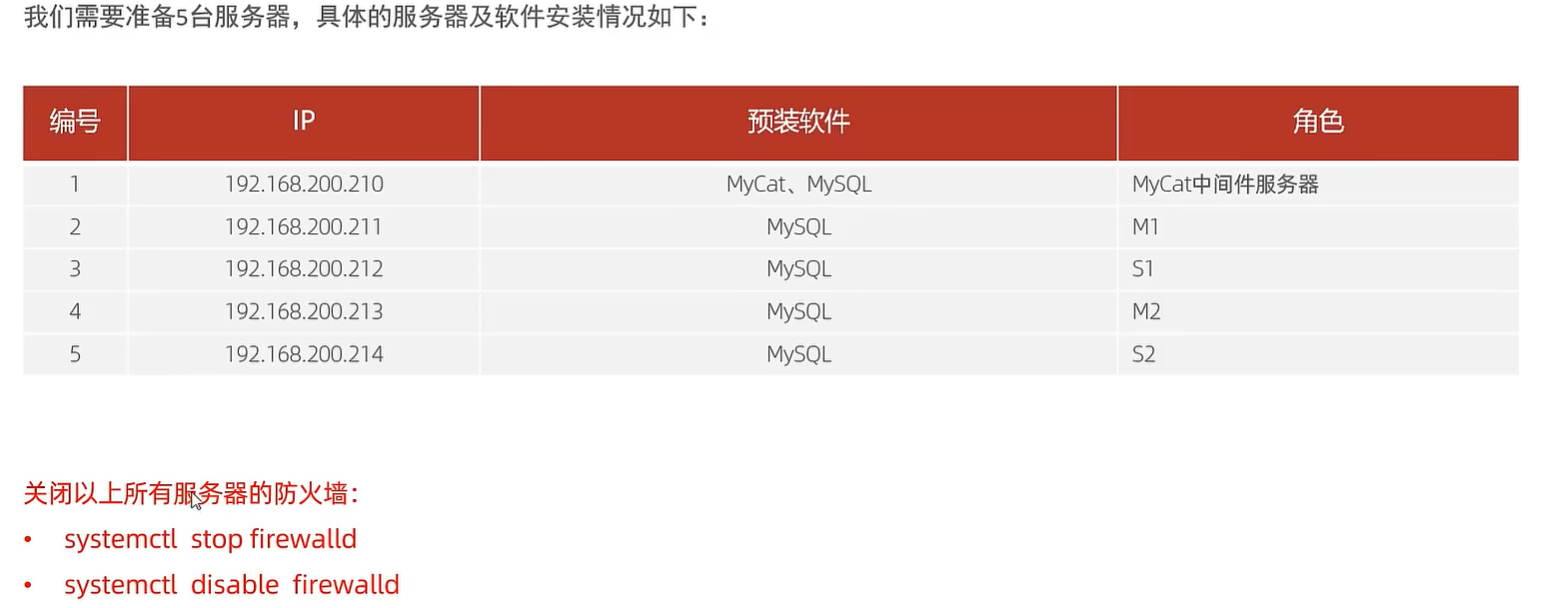 我们需要准备5台服务器，具体的服务器及软件安装情况如下：
编号 IP 预装软件 角色
1 192.168.200.210 MyCat、MySQL MyCat中间件服务器
2 192.168.200.211 MySQL M1
3 192.168.200.212 MySQL S1
4 192.168.200.213 MySQL M2
5 192.168.200.214 MySQL S2
关闭以上所有服务器的防火墙：
• systemctl stop firewalld
• systemctl disable firewalld